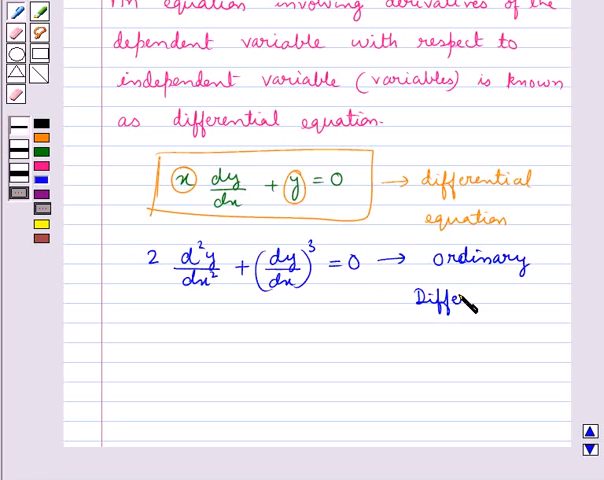 equation involving derivatives of the
dependent variable with respect to
independent variable (variables) is known
as differential equation.
x dy/dx + y = 0 → differential
equation
2 d²y/dx² + (dy/dx)³ = 0 → ordinary
Diffe